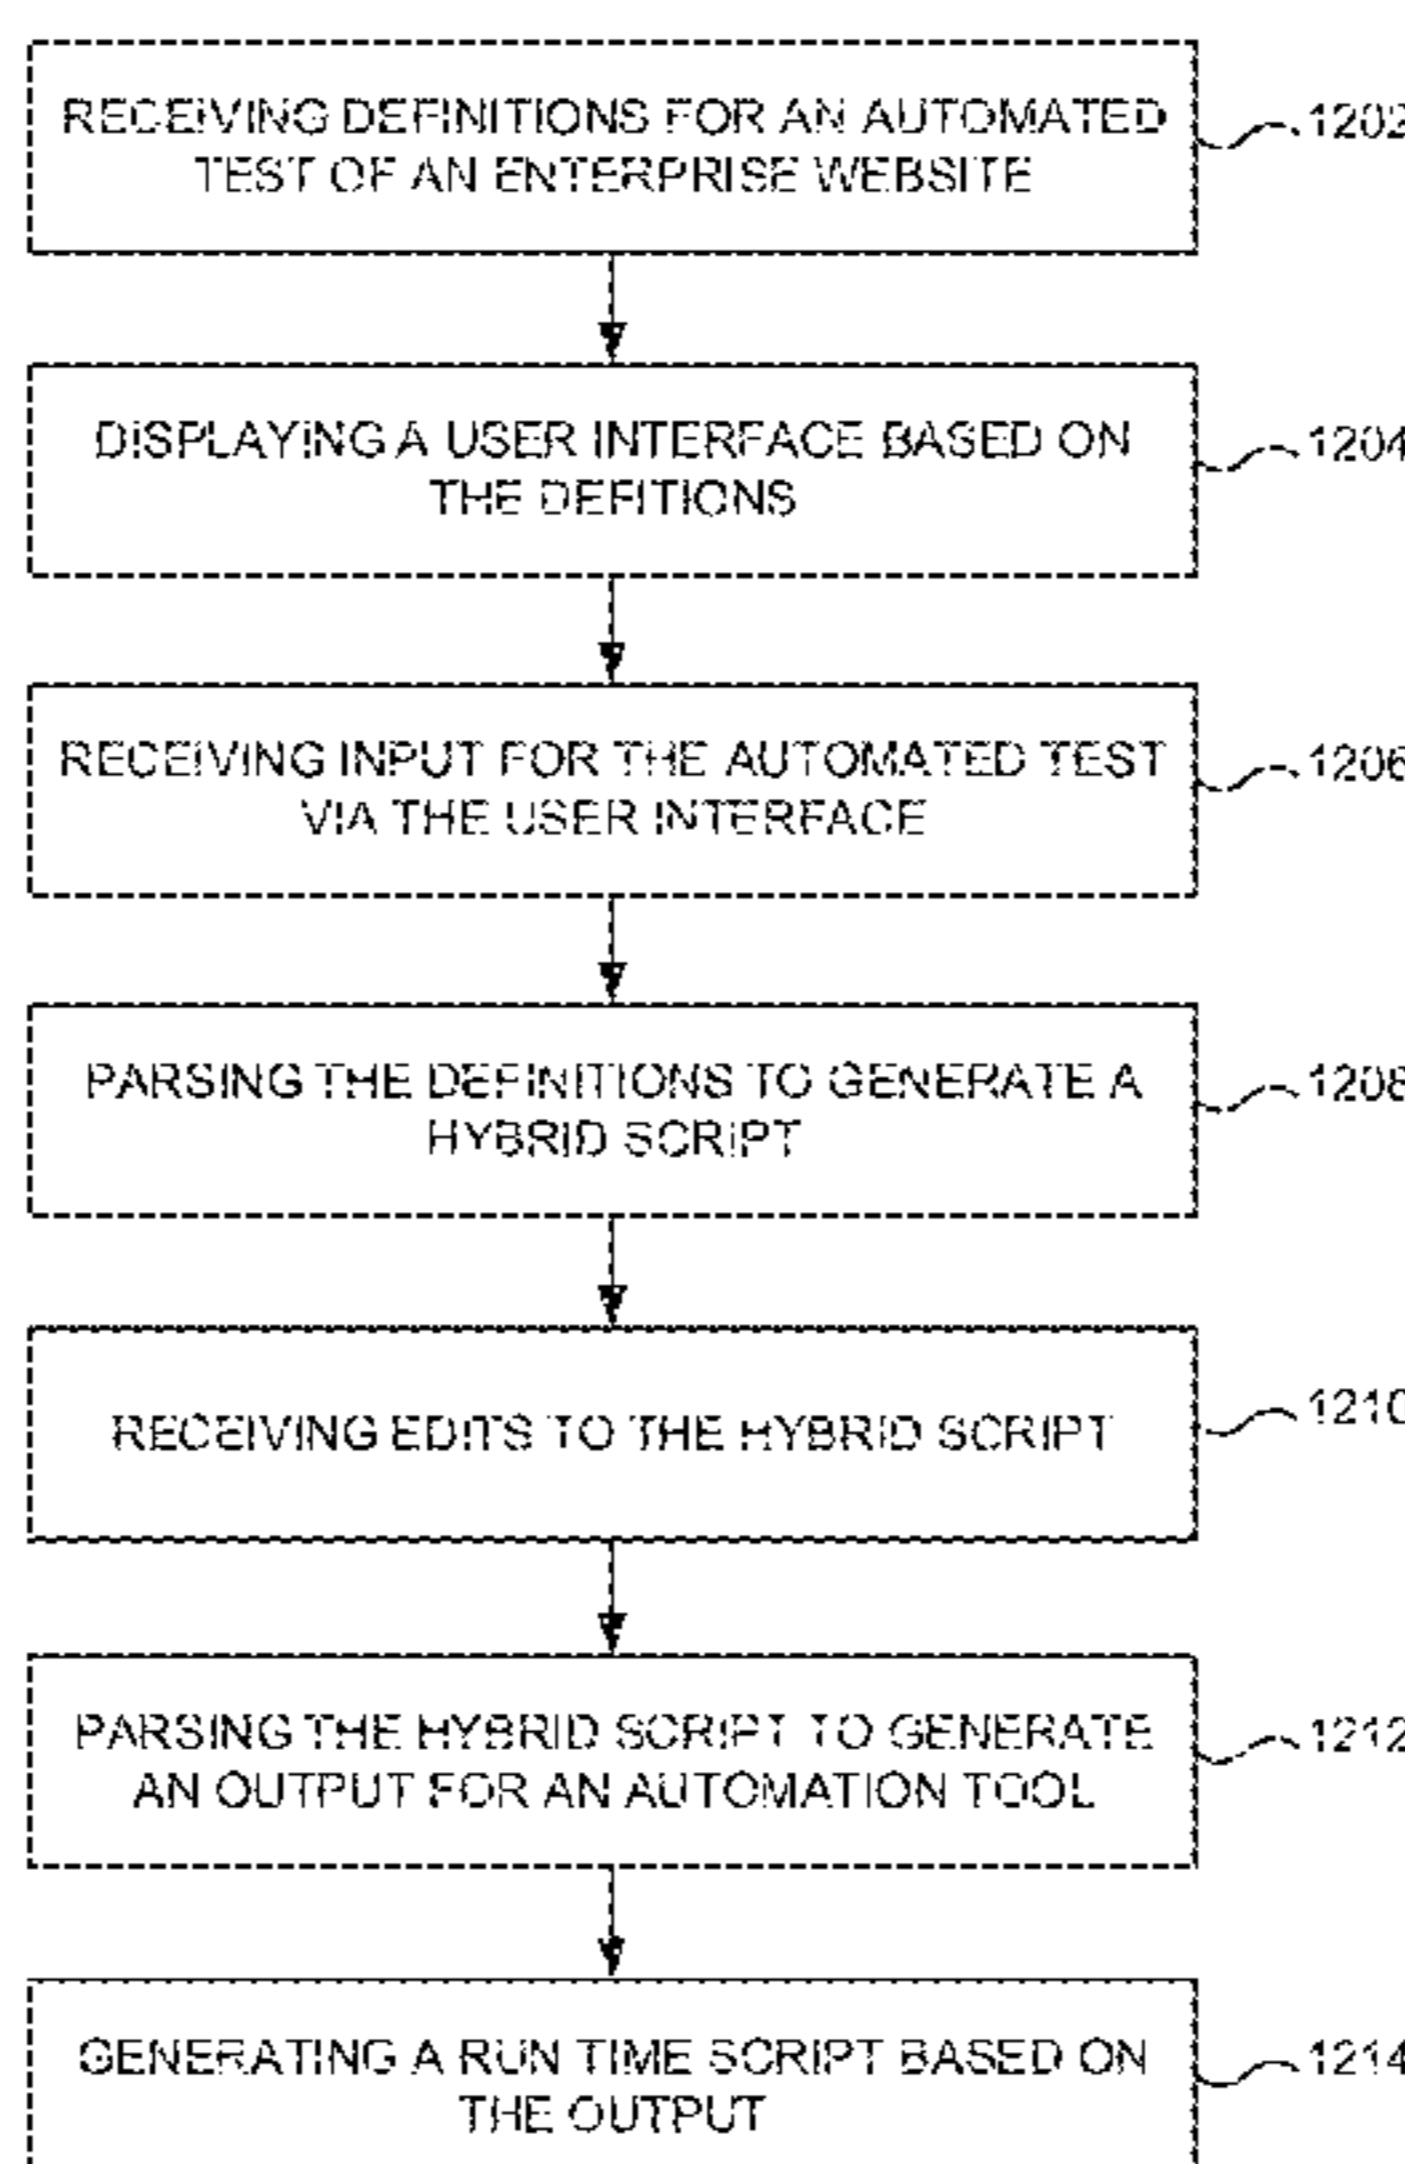 RECEIVING DEFINITIONS FOR AN AUTOMATED
TEST OF AN ENTERPRISE WEBSITE
1202
DISPLAYING A USER INTERFACE BASED ON
THE DEFITIONS
1204
RECEIVING INPUT FOR THE AUTOMATED TEST
VIA THE USER INTERFACE
1206
PARSING THE DEFINITIONS TO GENERATE A
HYBRID SCRIPT
1208
RECEIVING EDITS TO THE HYBRID SCRIPT
1210
PARSING THE HYBRID SCRIPT TO GENERATE
AN OUTPUT FOR AN AUTOMATION TOOL
1212
GENERATING A RUN TIME SCRIPT BASED ON
THE OUTPUT
1214